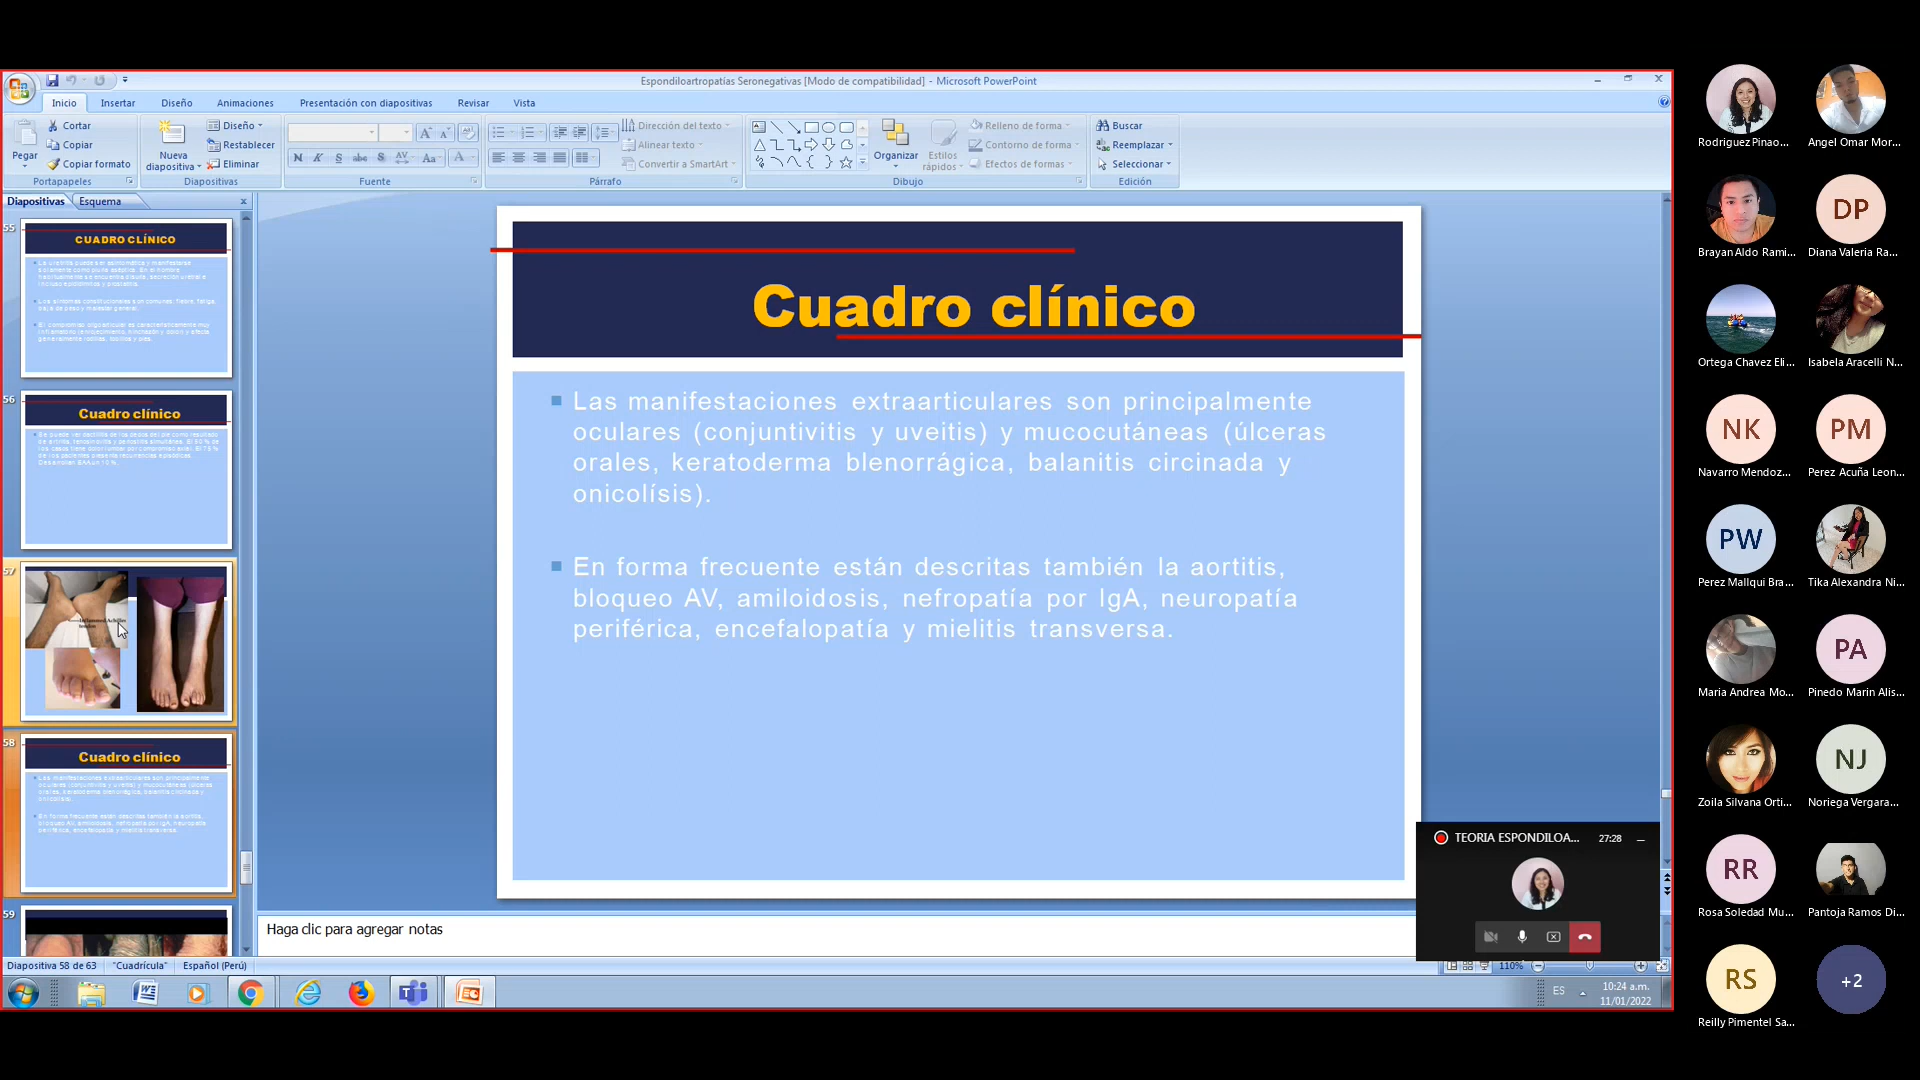 Espondiloartropatías Seronegativas [Modo de compatibilidad] - Microsoft PowerPoint
Inicio
Insertar
Diseño
Animaciones
Presentación con diapositivas
Revisar
Vista
Pegar
Cortar
Copiar
Copiar formato
Portapapeles
Nueva diapositiva
Diseño
Restablecer
Eliminar
Diapositivas
Fuente
Dirección del texto
Alinear texto
Convertir a SmartArt
Párrafo
Organizar
Estilos rápidos
Relleno de forma
Contorno de forma
Efectos de formas
Dibujo
Buscar
Reemplazar
Seleccionar
Edición
Diapositivas
Esquema
55
CUADRO CLÍNICO
56
Cuadro clínico
57
58
Cuadro clínico
59
Cuadro clínico
Las manifestaciones extraarticulares son principalmente
oculares (conjuntivitis y uveitis) y mucocutáneas (úlceras
orales, keratoderma blenorrágica, balanitis circinada y
onicolísis).
En forma frecuente están descritas también la aortitis,
bloqueo AV, amiloidosis, nefropatía por IgA, neuropatía
periférica, encefalopatía y mielitis transversa.
Haga clic para agregar notas
TEORIA ESPONDILOA...
27:28
Diapositiva 58 de 63
"Cuadrícula"
Español (Perú)
110%
ES
10:24 a.m.
11/01/2022
Rodriguez Pinao...
Angel Omar Mor...
Brayan Aldo Rami...
DP
Diana Valeria Ra...
Ortega Chavez Eli...
Isabela Aracelli N...
NK
Navarro Mendoz...
PM
Perez Acuña Leon...
PW
Perez Mallqui Bra...
Tika Alexandra Ni...
Maria Andrea Mo...
PA
Pinedo Marin Alis...
Zoila Silvana Orti...
NJ
Noriega Vergara...
RR
Rosa Soledad Mu...
Pantoja Ramos Di...
RS
Reilly Pimentel Sa...
+2